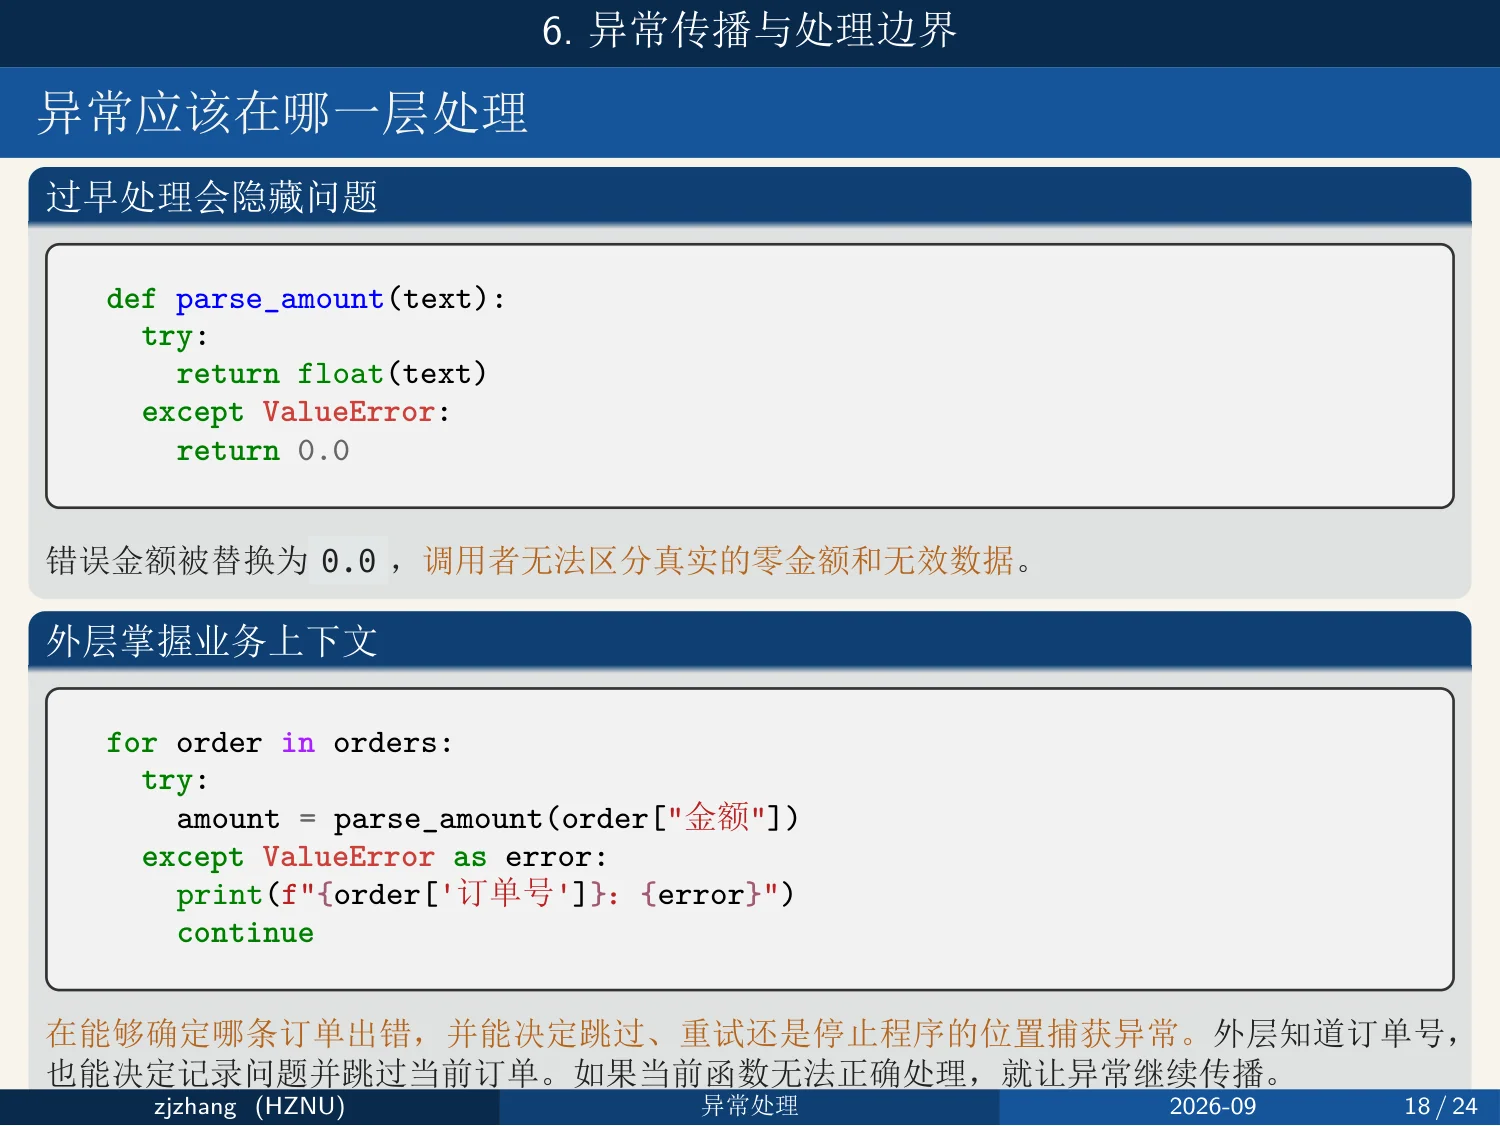 6. 异常传播与处理边界
异常应该在哪一层处理
过早处理会隐藏问题
def parse_amount(text):
  try:
    return float(text)
  except ValueError:
    return 0.0
错误金额被替换为 0.0 ，调用者无法区分真实的零金额和无效数据。
外层掌握业务上下文
for order in orders:
  try:
    amount = parse_amount(order["金额"])
  except ValueError as error:
    print(f"{order['订单号']}：{error}")
    continue
在能够确定哪条订单出错，并能决定跳过、重试还是停止程序的位置捕获异常。外层知道订单号，
也能决定记录问题并跳过当前订单。如果当前函数无法正确处理，就让异常继续传播。
zjzhang (HZNU) 异常处理 2026-09 18 / 24